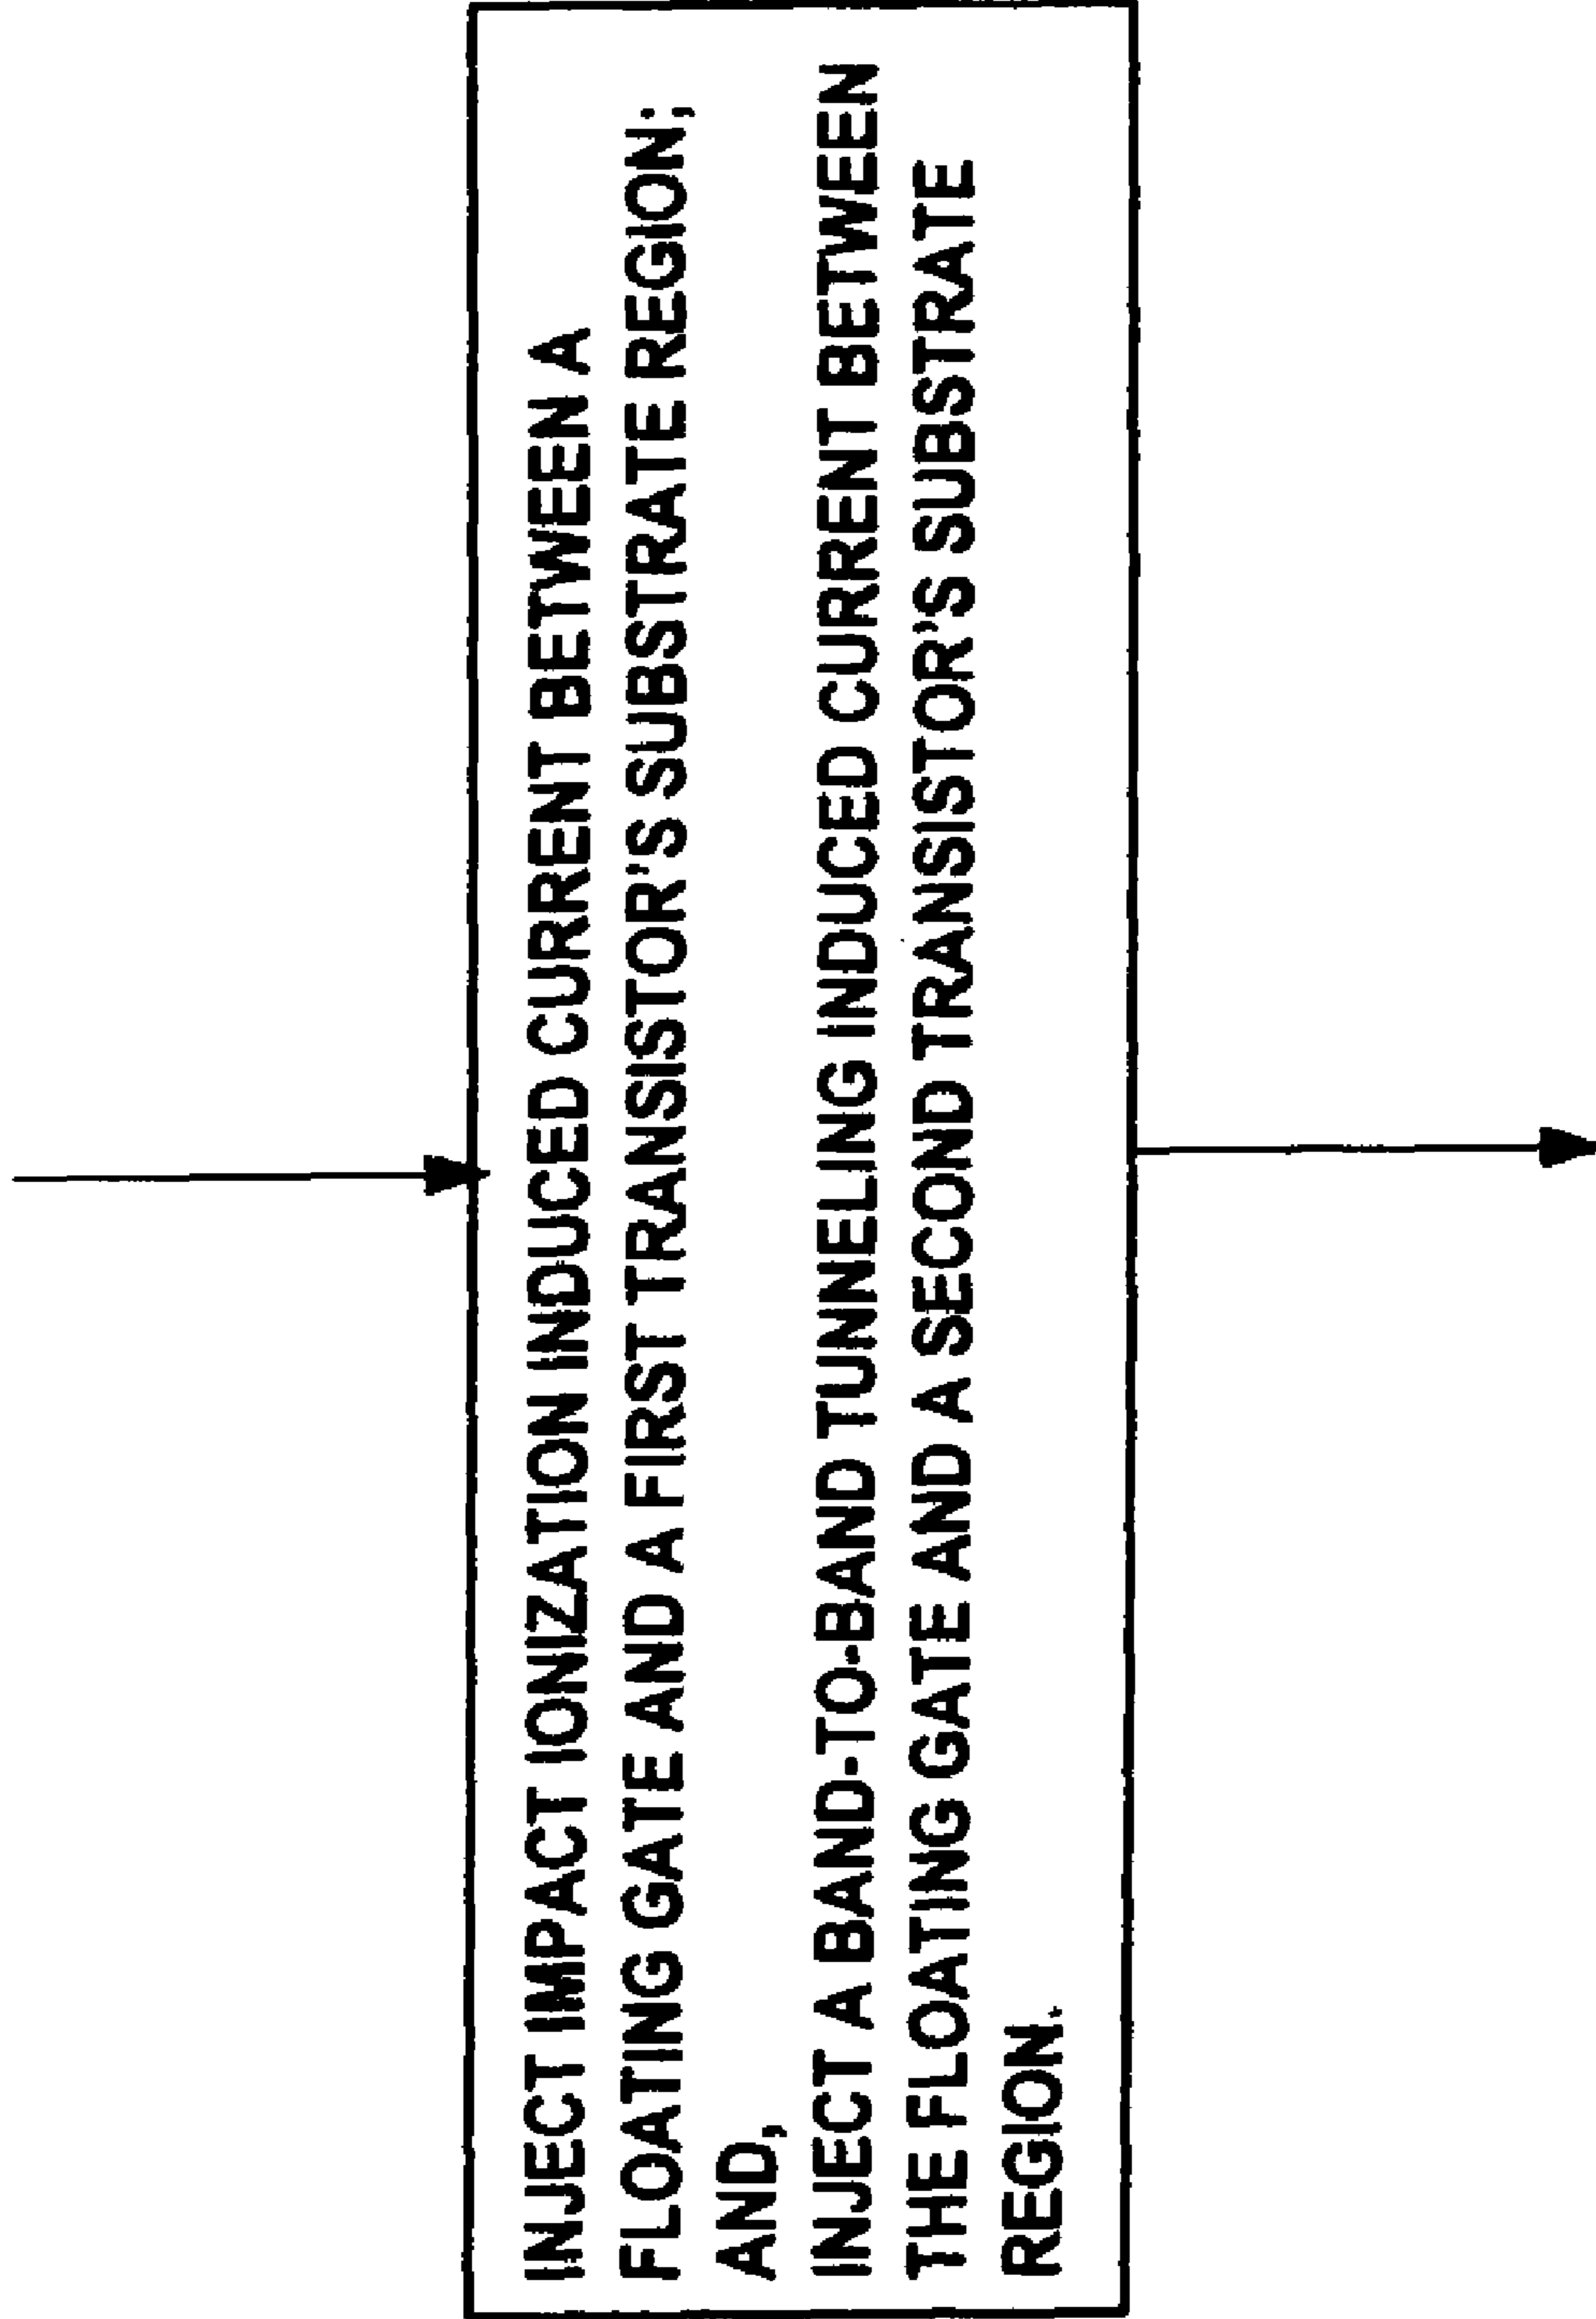 INJECT IMPACT IONIZATION INDUCED CURRENT BETWEEN A
FLOATING GATE AND A FIRST TRANSISTOR'S SUBSTRATE REGION;
AND,
INJECT A BAND-TO-BAND TUNNELING INDUCED CURRENT BETWEEN
THE FLOATING GATE AND A SECOND TRANSISTOR'S SUBSTRATE
REGION.